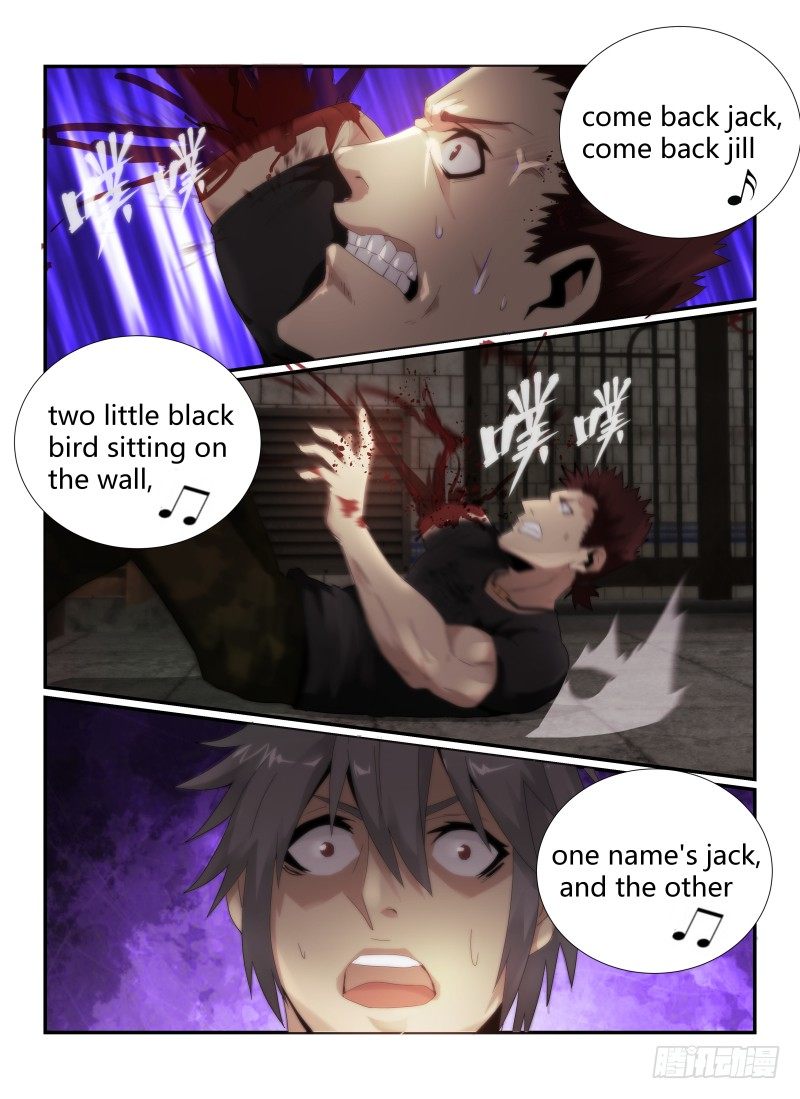 come back jack,
come back jill
噗 噗
two little black
bird sitting on
the wall,
噗 噗
one name's jack,
and the other
腾讯动漫